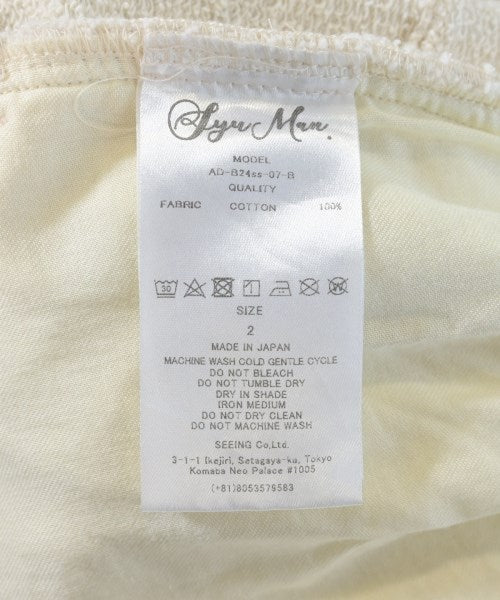 Syu Man.
MODEL
AD-B24ss-07-B
QUALITY
FABRIC COTTON 100%
30
SIZE
2
MADE IN JAPAN
MACHINE WASH COLD GENTLE CYCLE
DO NOT BLEACH
DO NOT TUMBLE DRY
DRY IN SHADE
IRON MEDIUM
DO NOT DRY CLEAN
DO NOT MACHINE WASH
SEEING Co,Ltd.
3-1-1 Ikejiri, Setagaya-ku, Tokyo
Komaba Neo Palace #1005
(+81)8053579583